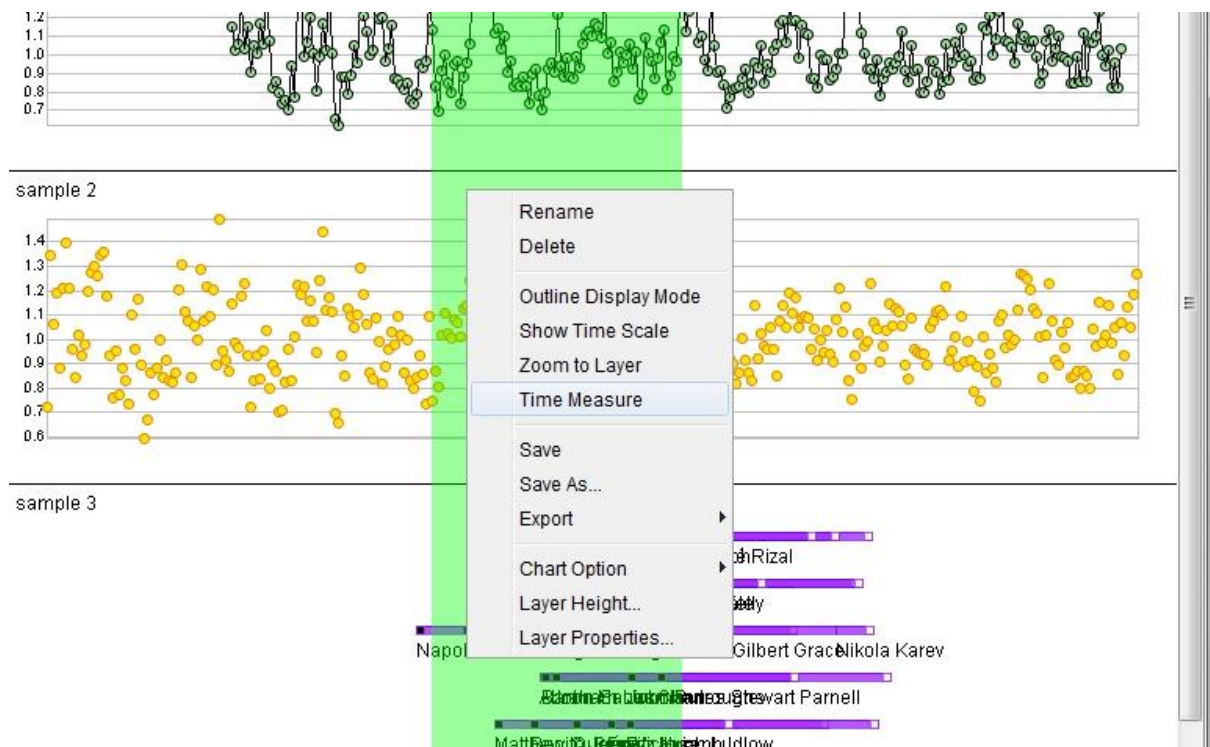 1.2
1.1
1.0
0.9
0.8
0.7
sample 2
1.4
1.3
1.2
1.1
1.0
0.9
0.8
0.7
0.6
Rename
Delete
Outline Display Mode
Show Time Scale
Zoom to Layer
Time Measure
Save
Save As...
Export
Chart Option
Layer Height...
Layer Properties...
sample 3
Rizal
Gilbert Grace Nikola Karev
Stewart Parnell